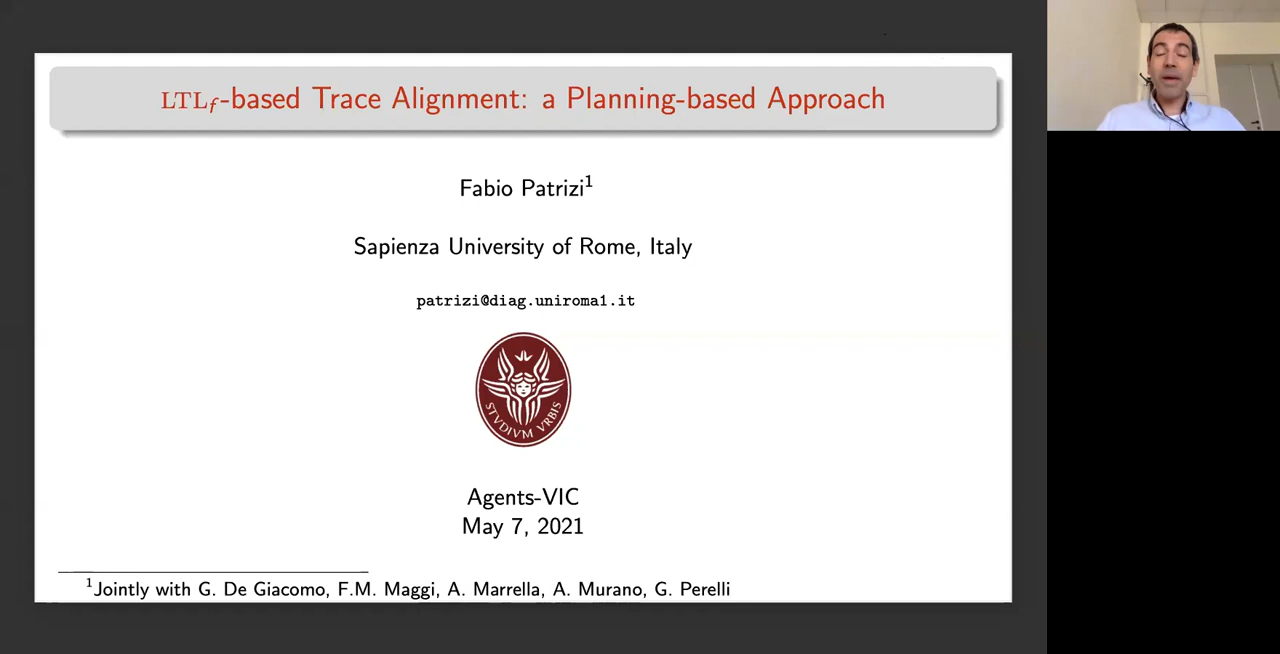 LTLf-based Trace Alignment: a Planning-based Approach
Fabio Patrizi1
Sapienza University of Rome, Italy
patrizi@diag.uniroma1.it
STVDIVM VRBIS
Agents-VIC
May 7, 2021
1Jointly with G. De Giacomo, F.M. Maggi, A. Marrella, A. Murano, G. Perelli